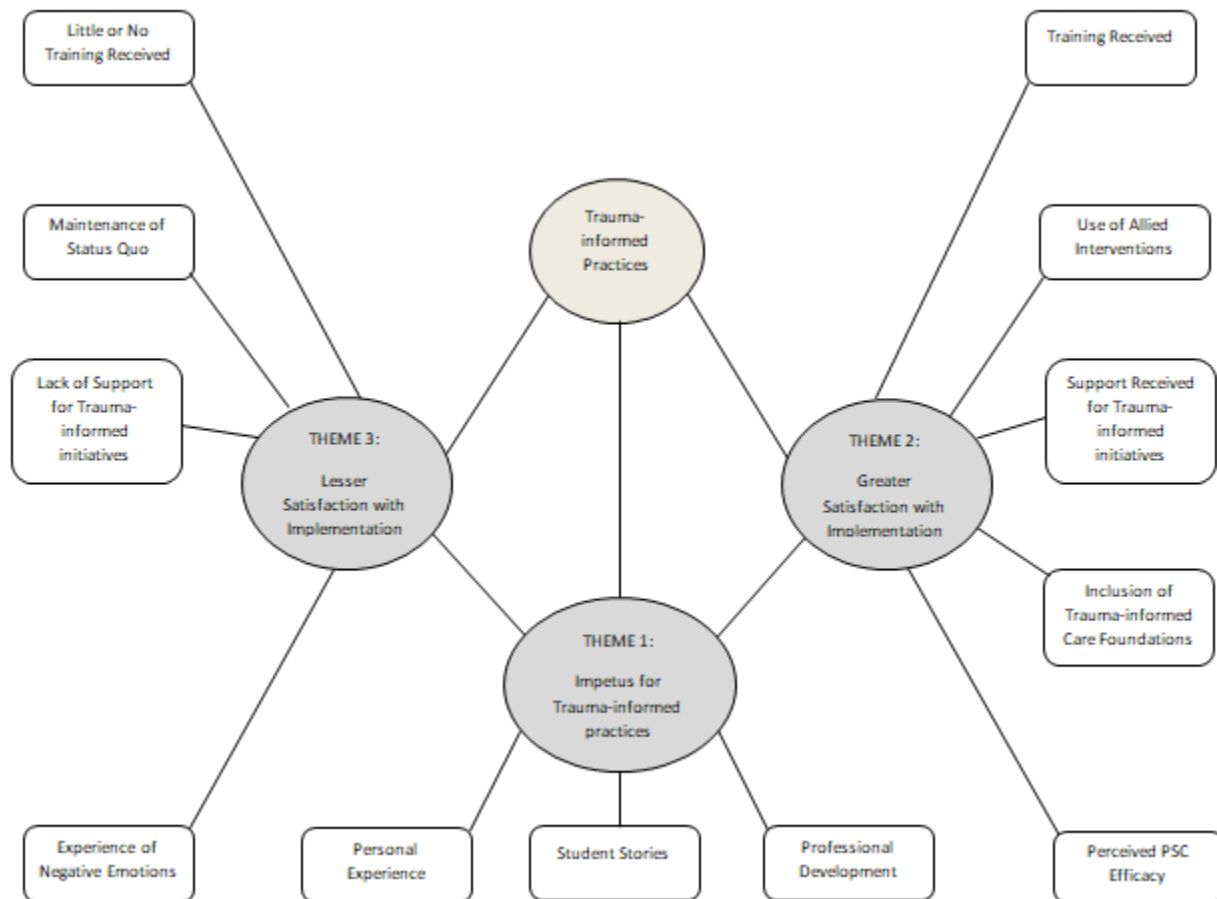 Little or No
Training Received
Training Received
Trauma-
informed
Practices
Maintenance of
Status Quo
Use of Allied
Interventions
Lack of Support
for Trauma-
informed
initiatives
Support Received
for Trauma-
informed
initiatives
THEME 3:
Lesser
Satisfaction with
Implementation
THEME 2:
Greater
Satisfaction with
Implementation
Inclusion of
Trauma-informed
Care Foundations
THEME 1:
Impetus for
Trauma-informed
practices
Experience of
Negative Emotions
Personal
Experience
Student Stories
Professional
Development
Perceived PSC
Efficacy